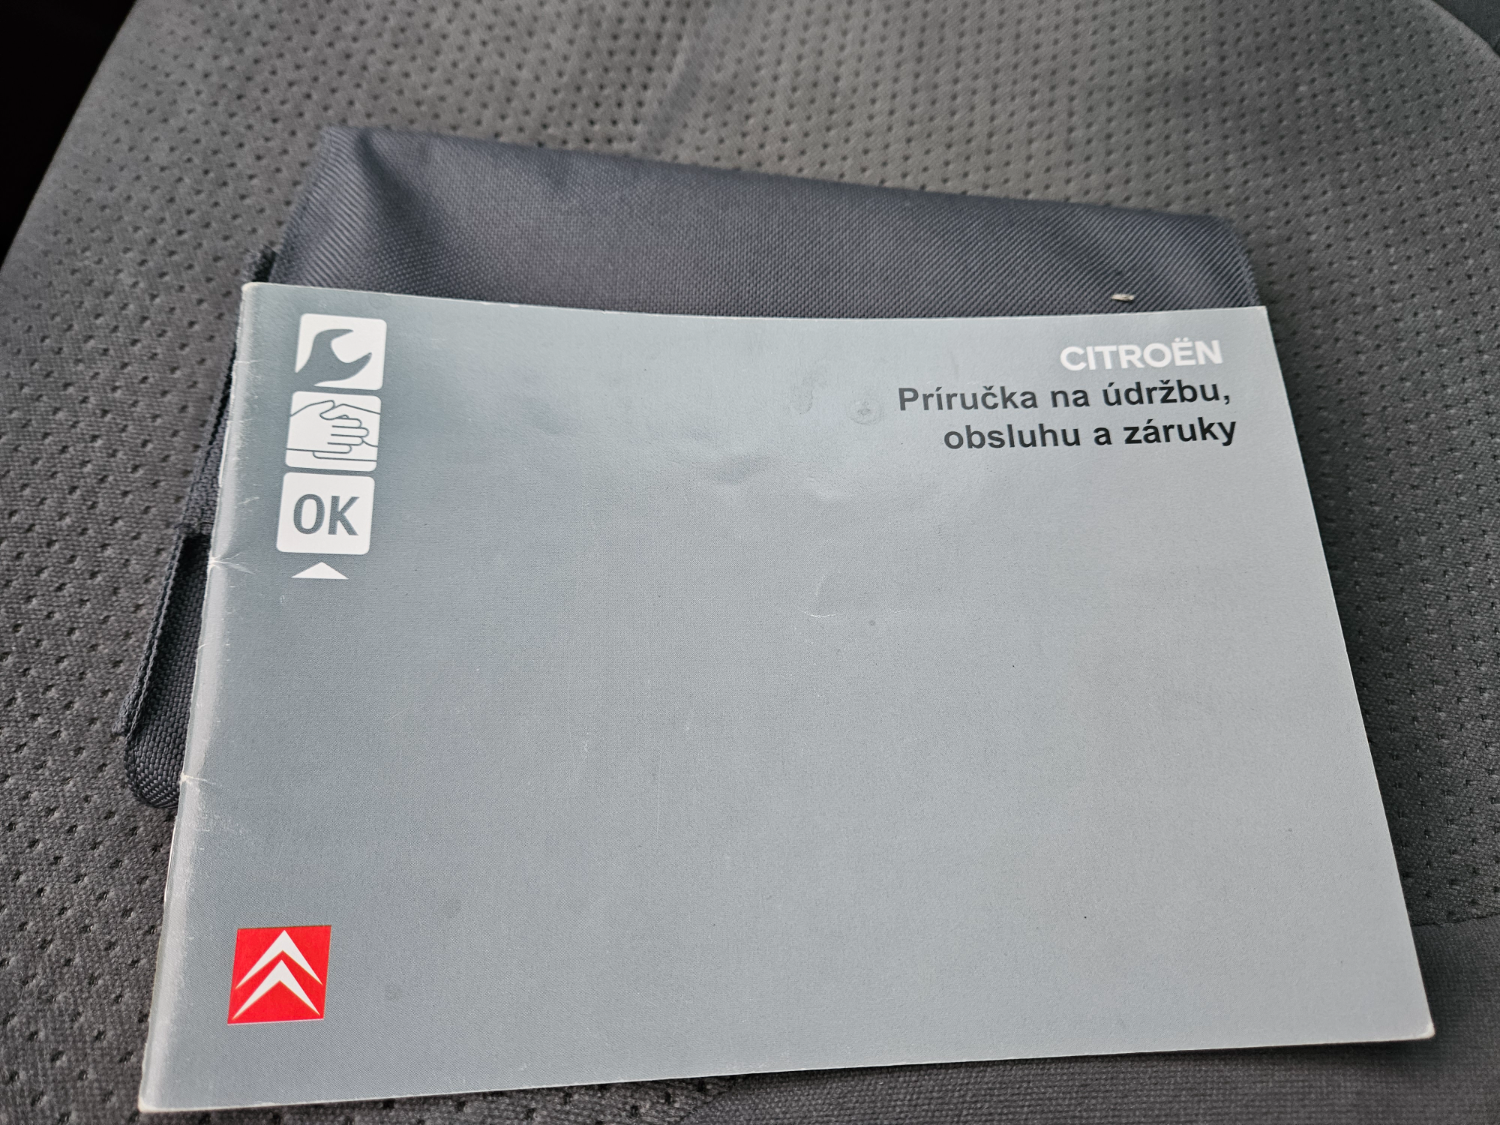 CITROËN
Príručka na údržbu,
obsluhu a záruky
OK